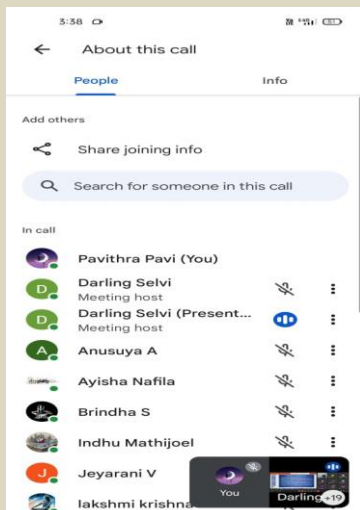 3:38
About this call
People Info
Add others
Share joining info
Search for someone in this call
In call
Pavithra Pavi (You)
D Darling Selvi
Meeting host
D Darling Selvi (Present...
Meeting host
A Anusuya A
Ayisha Nafila
Brindha S
Indhu Mathijoel
J Jeyarani V
lakshmi krishna
You Darling +19